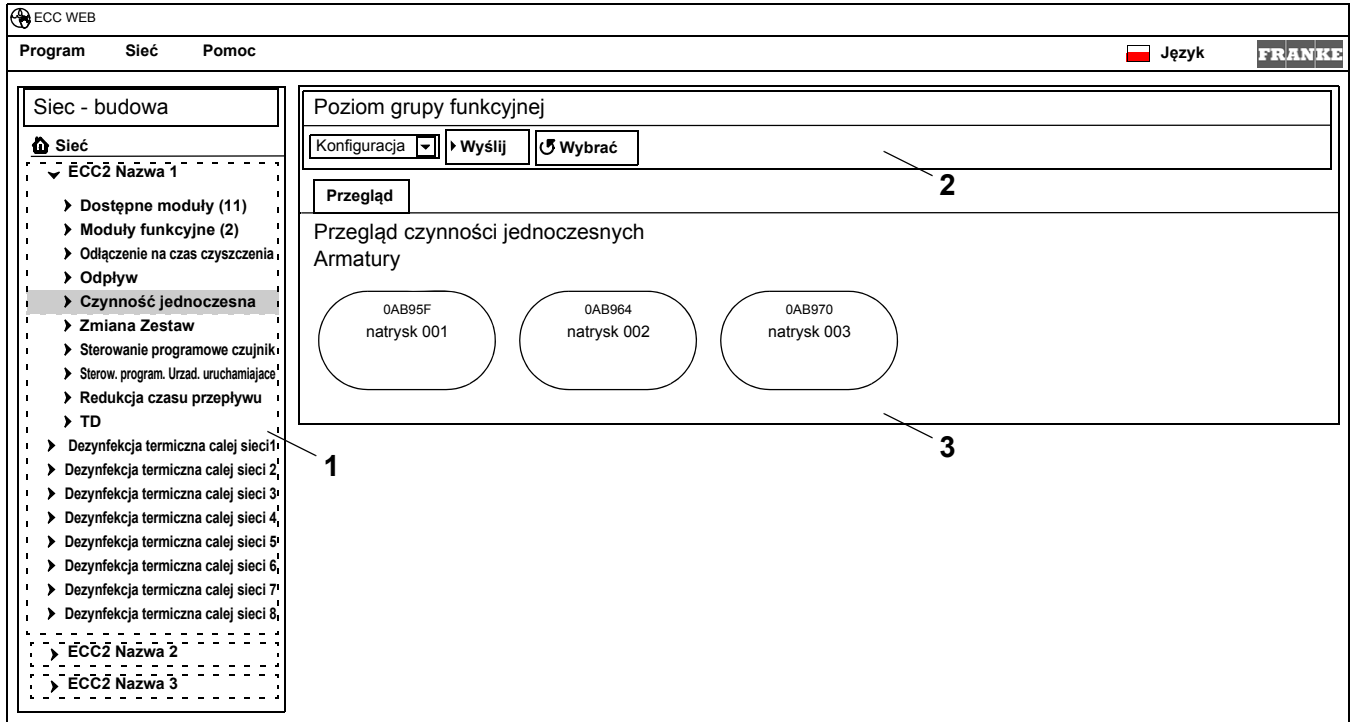 ECC WEB
Program Sieć Pomoc Język FRANKE
Siec - budowa
Sieć
ECC2 Nazwa 1
Dostępne moduły (11)
Moduły funkcyjne (2)
Odłączenie na czas czyszczenia
Odpływ
Czynność jednoczesna
Zmiana Zestaw
Sterowanie programowe czujnik
Sterow. program. Urzad. uruchamiajace
Redukcja czasu przepływu
TD
Dezynfekcja termiczna calej sieci1
Dezynfekcja termiczna calej sieci 2
Dezynfekcja termiczna calej sieci 3
Dezynfekcja termiczna calej sieci 4
Dezynfekcja termiczna calej sieci 5
Dezynfekcja termiczna calej sieci 6
Dezynfekcja termiczna calej sieci 7
Dezynfekcja termiczna calej sieci 8
ECC2 Nazwa 2
ECC2 Nazwa 3
1
Poziom grupy funkcyjnej
Konfiguracja Wyślij Wybrać
2
Przegląd
Przegląd czynności jednoczesnych
Armatury
0AB95F
natrysk 001
0AB964
natrysk 002
0AB970
natrysk 003
3